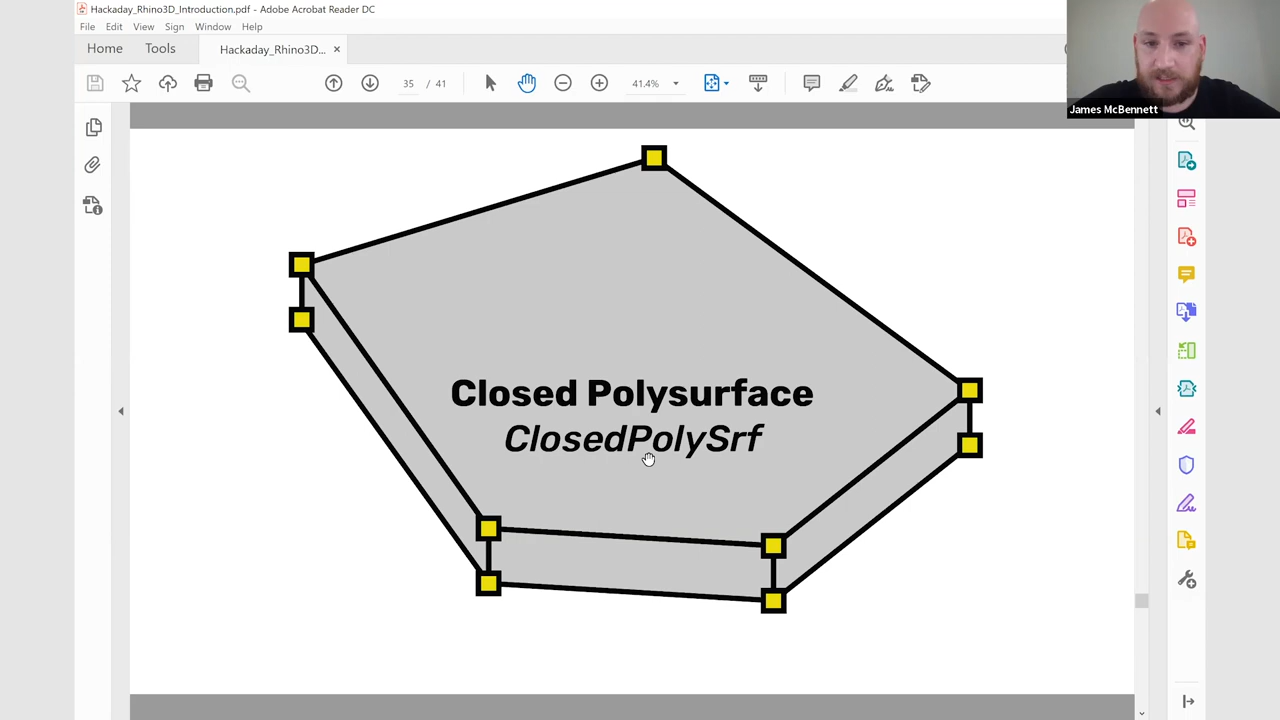 Hackaday_Rhino3D_Introduction.pdf - Adobe Acrobat Reader DC
File Edit View Sign Window Help
Home Tools Hackaday_Rhino3D... ×
35 / 41 41.4%
James McBennett
Closed Polysurface
ClosedPolySrf